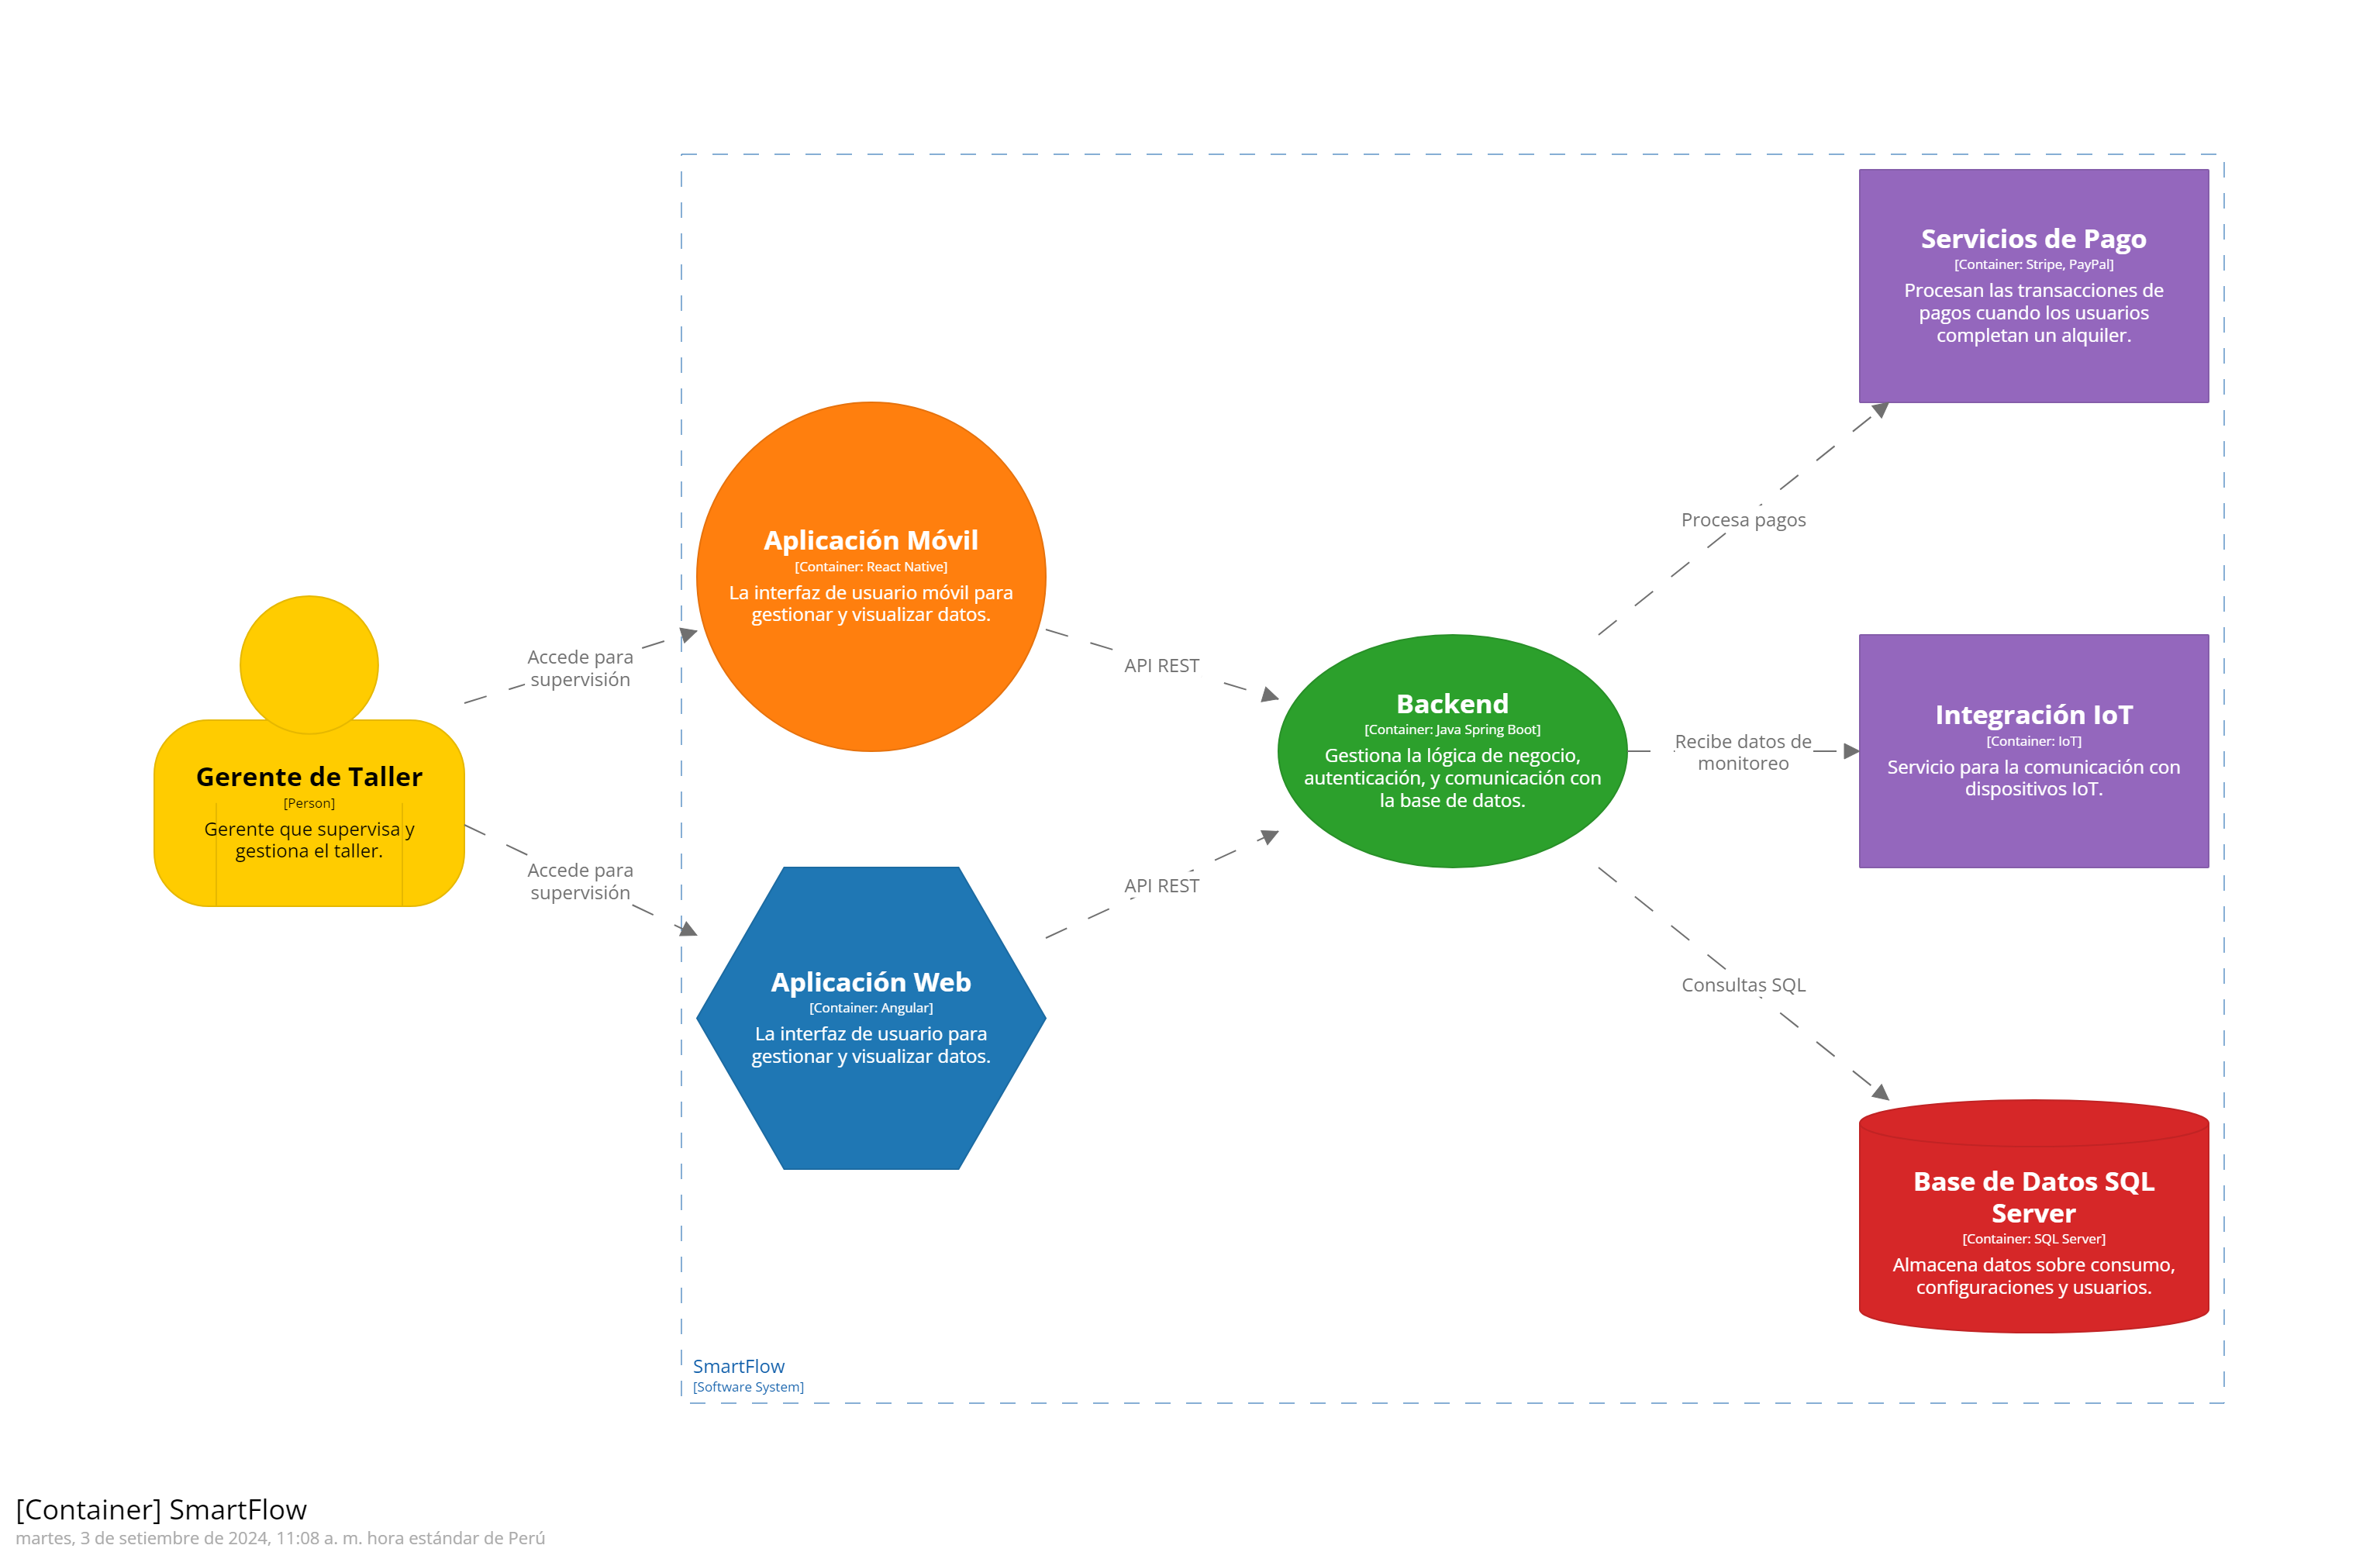 Servicios de Pago
[Container: Stripe, PayPal]
Procesan las transacciones de
pagos cuando los usuarios
completan un alquiler.
Procesa pagos
Aplicación Móvil
[Container: React Native]
La interfaz de usuario móvil para
gestionar y visualizar datos.
Accede para
supervisión
API REST
Gerente de Taller
[Person]
Gerente que supervisa y
gestiona el taller.
Backend
[Container: Java Spring Boot]
Gestiona la lógica de negocio,
autenticación, y comunicación con
la base de datos.
Recibe datos de
monitoreo
Integración IoT
[Container: IoT]
Servicio para la comunicación con
dispositivos IoT.
Accede para
supervisión
API REST
Aplicación Web
[Container: Angular]
La interfaz de usuario para
gestionar y visualizar datos.
Consultas SQL
Base de Datos SQL
Server
[Container: SQL Server]
Almacena datos sobre consumo,
configuraciones y usuarios.
SmartFlow
[Software System]
[Container] SmartFlow
martes, 3 de setiembre de 2024, 11:08 a. m. hora estándar de Perú